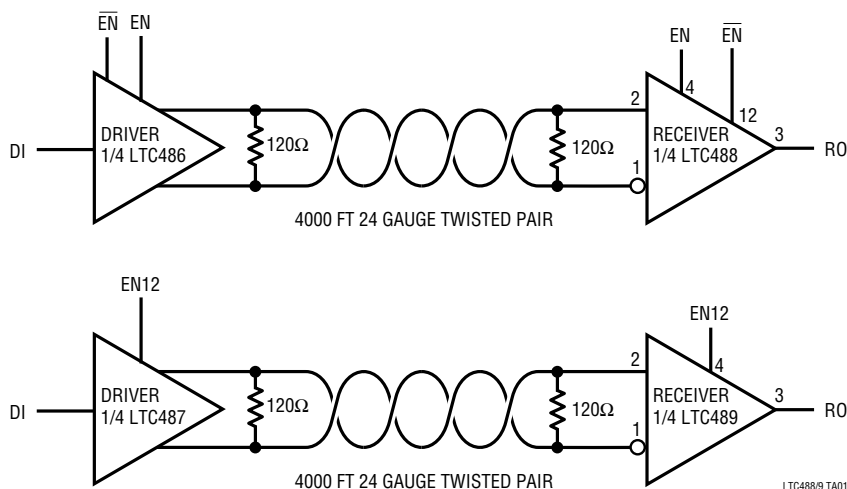 EN EN
EN EN
4
2
12
DRIVER
1/4 LTC486
120Ω
120Ω
RECEIVER
1/4 LTC488
3
DI
RO
1
4000 FT 24 GAUGE TWISTED PAIR
EN12
EN12
4
2
DRIVER
1/4 LTC487
120Ω
120Ω
RECEIVER
1/4 LTC489
3
DI
RO
1
4000 FT 24 GAUGE TWISTED PAIR
LTC488/9 TA01